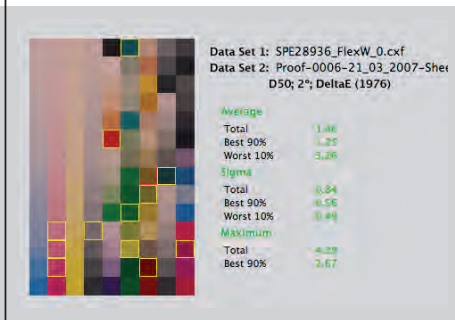 Data Set 1: SPE28936_FlexW_0.cxf
Data Set 2: Proof-0006-21_03_2007-Shee
D50; 2°; DeltaE (1976)
Average
Total 1.46
Best 90% 1.25
Worst 10% 3.26
Sigma
Total 0.84
Best 90% 0.56
Worst 10% 0.49
Maximum
Total 4.29
Best 90% 2.67